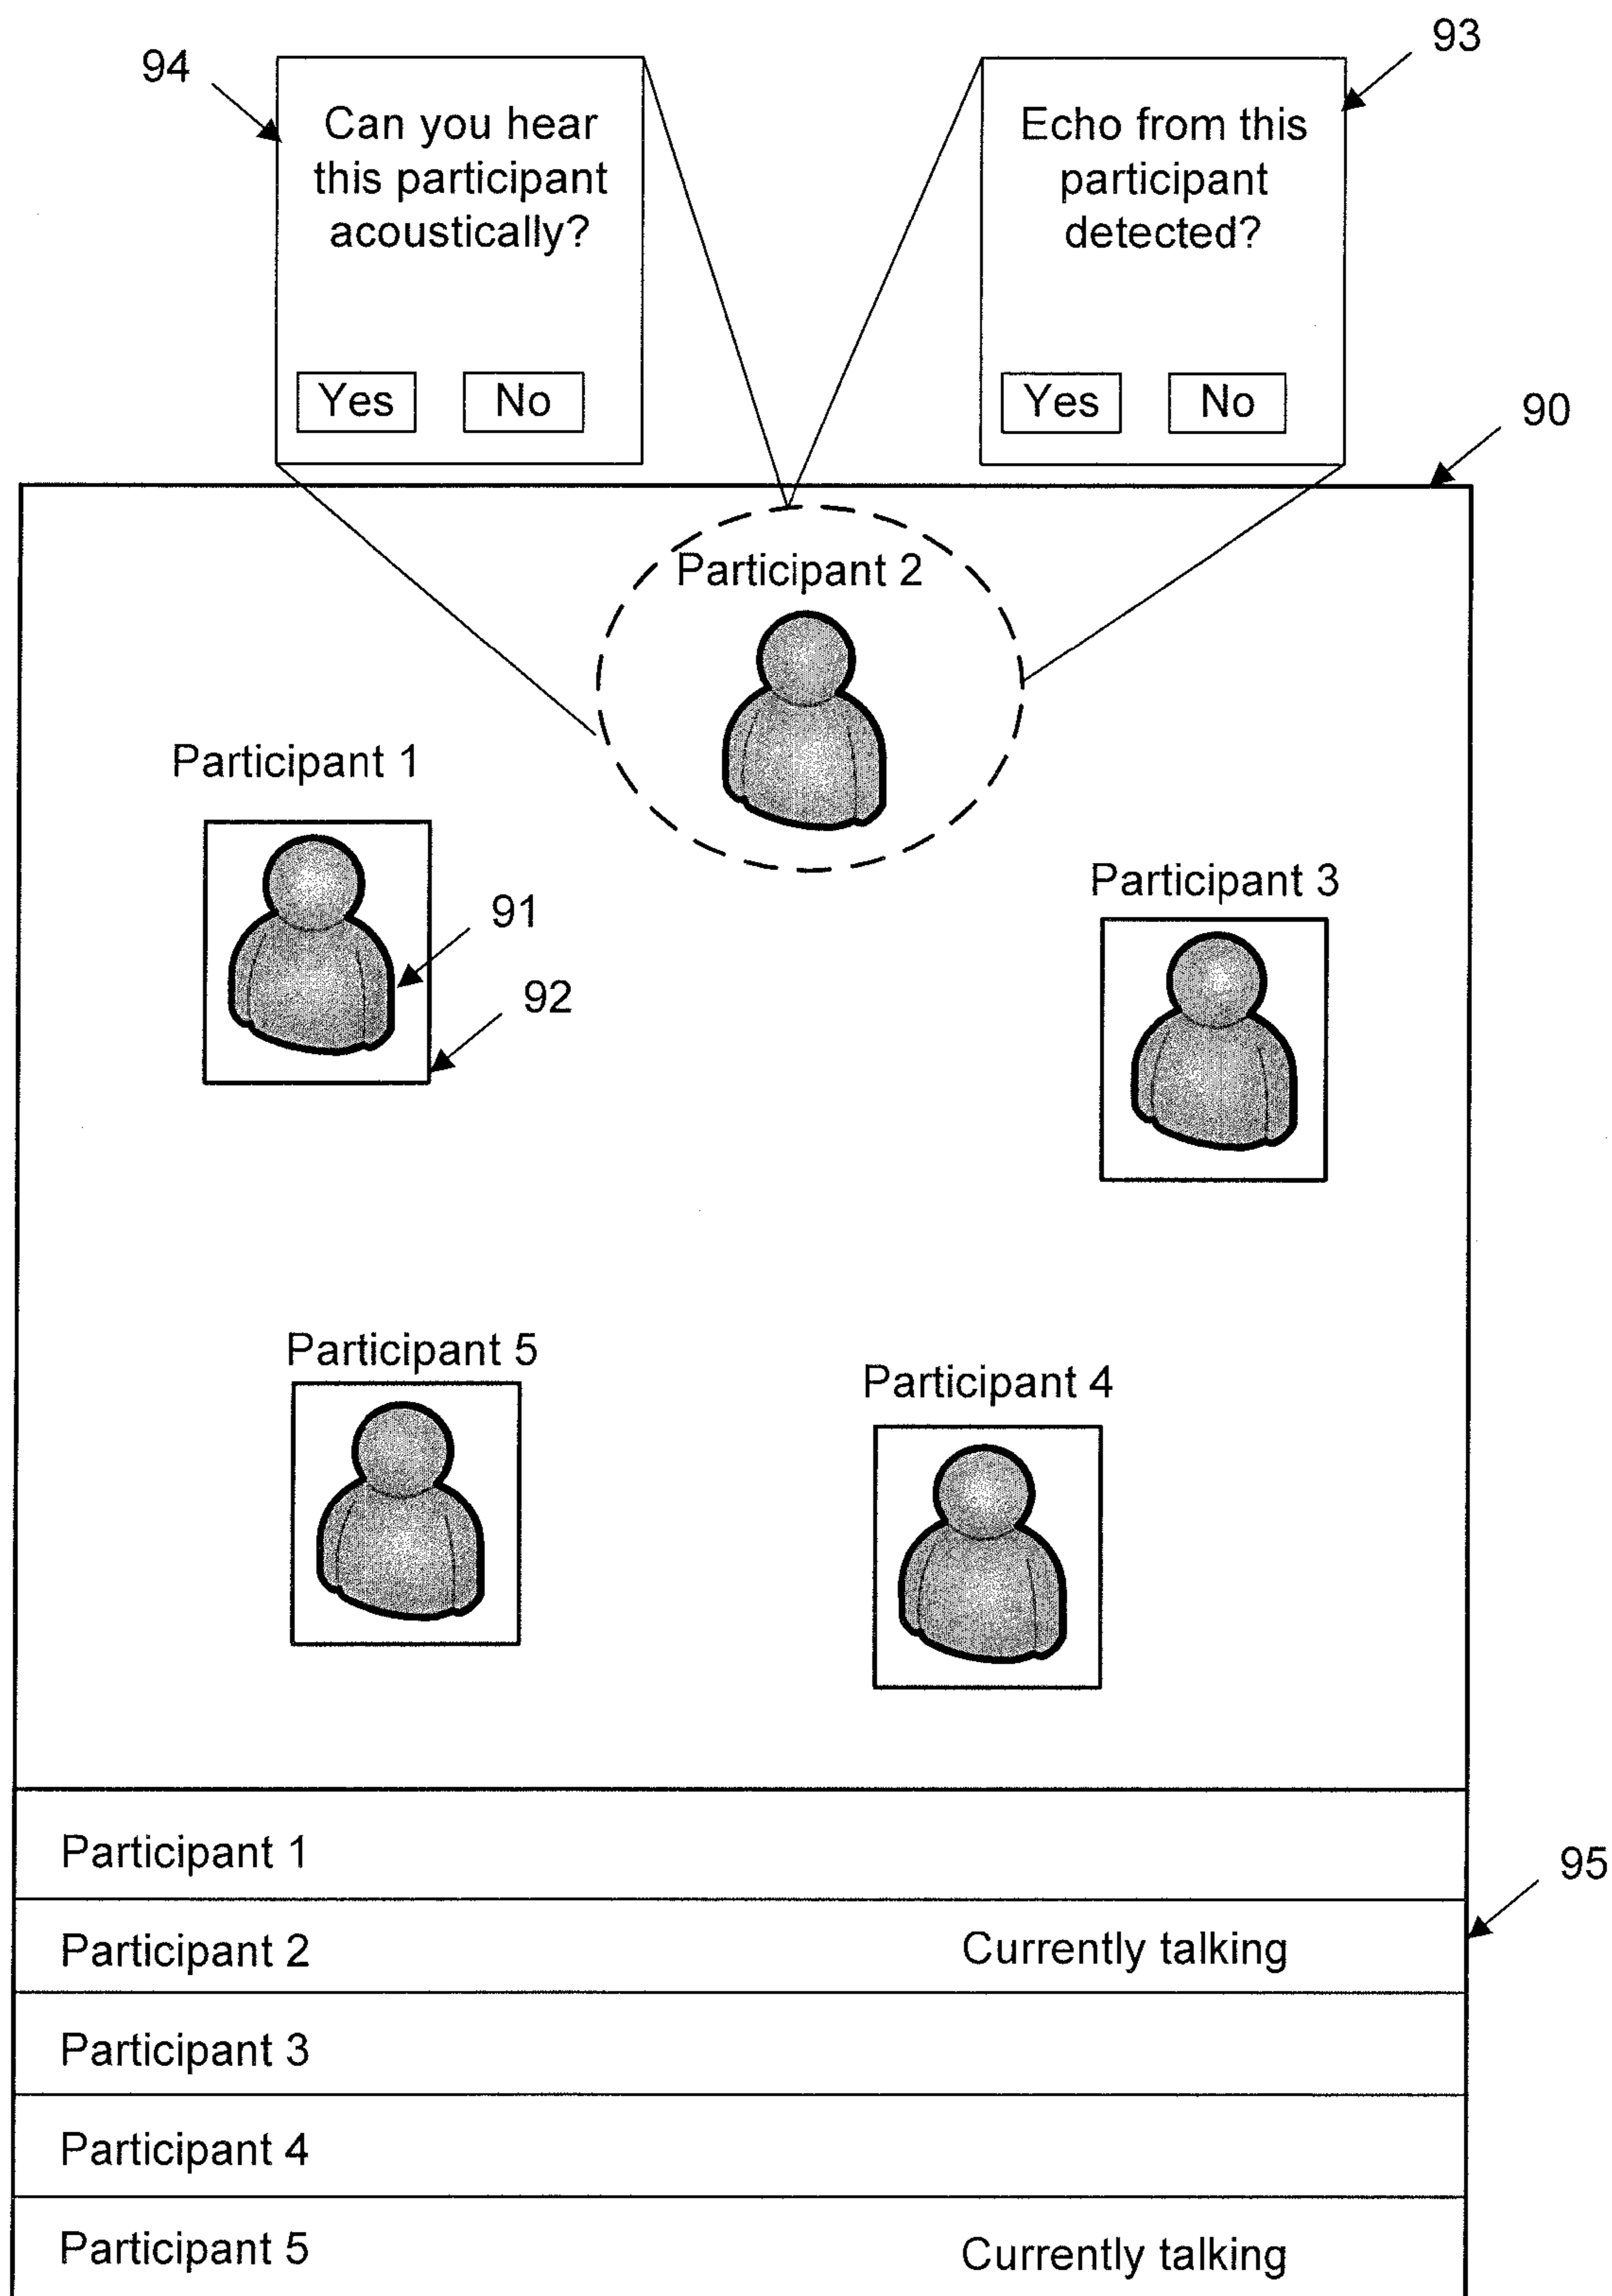 94
93
Can you hear
this participant
acoustically?
Yes No
Echo from this
participant
detected?
Yes No
90
Participant 2
Participant 1
91
92
Participant 3
Participant 5
Participant 4
Participant 1
95
Participant 2 Currently talking
Participant 3
Participant 4
Participant 5 Currently talking